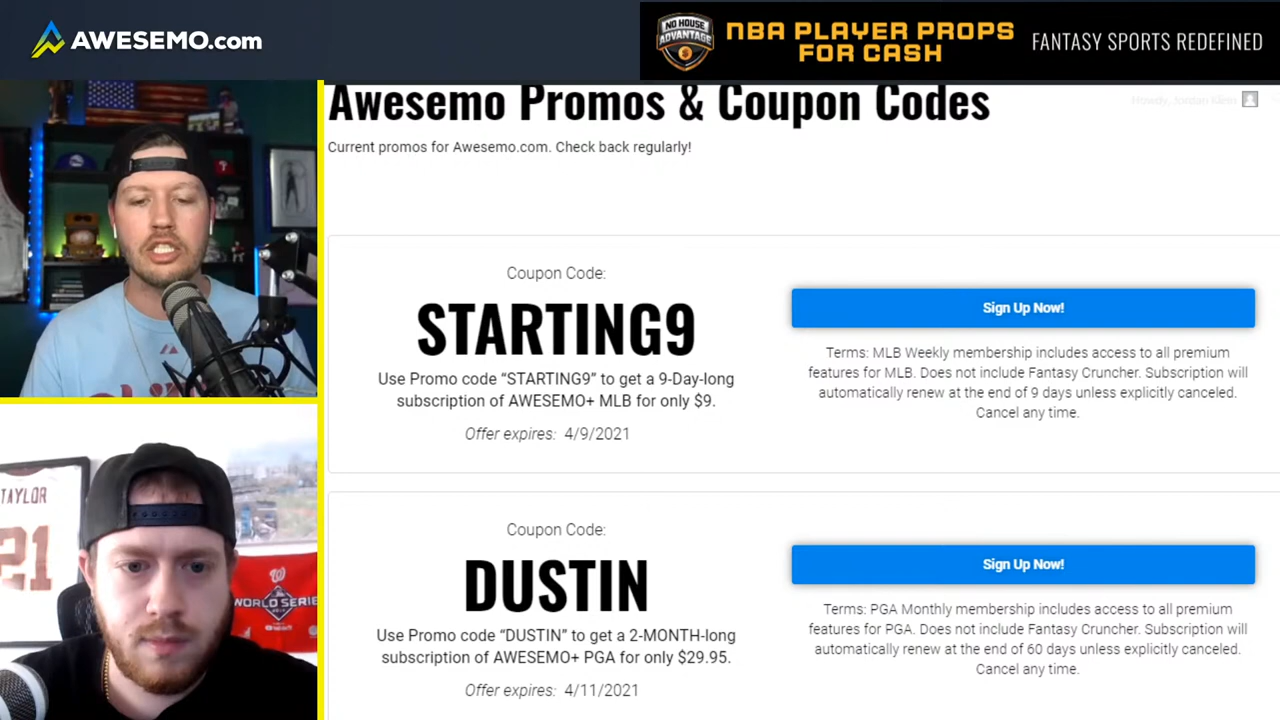 AWESEMO.com
NO HOUSE
ADVANTAGE
NBA PLAYER PROPS
FOR CASH
FANTASY SPORTS REDEFINED
Awesemo Promos & Coupon Codes
Howdy, Jordan Klein
Current promos for Awesemo.com. Check back regularly!
Coupon Code:
STARTING9
Use Promo code “STARTING9” to get a 9-Day-long
subscription of AWESEMO+ MLB for only $9.
Offer expires: 4/9/2021
Sign Up Now!
Terms: MLB Weekly membership includes access to all premium
features for MLB. Does not include Fantasy Cruncher. Subscription will
automatically renew at the end of 9 days unless explicitly canceled.
Cancel any time.
Coupon Code:
DUSTIN
Use Promo code “DUSTIN” to get a 2-MONTH-long
subscription of AWESEMO+ PGA for only $29.95.
Offer expires: 4/11/2021
Sign Up Now!
Terms: PGA Monthly membership includes access to all premium
features for PGA. Does not include Fantasy Cruncher. Subscription will
automatically renew at the end of 60 days unless explicitly canceled.
Cancel any time.
TAYLOR
21
WORLD SERIES